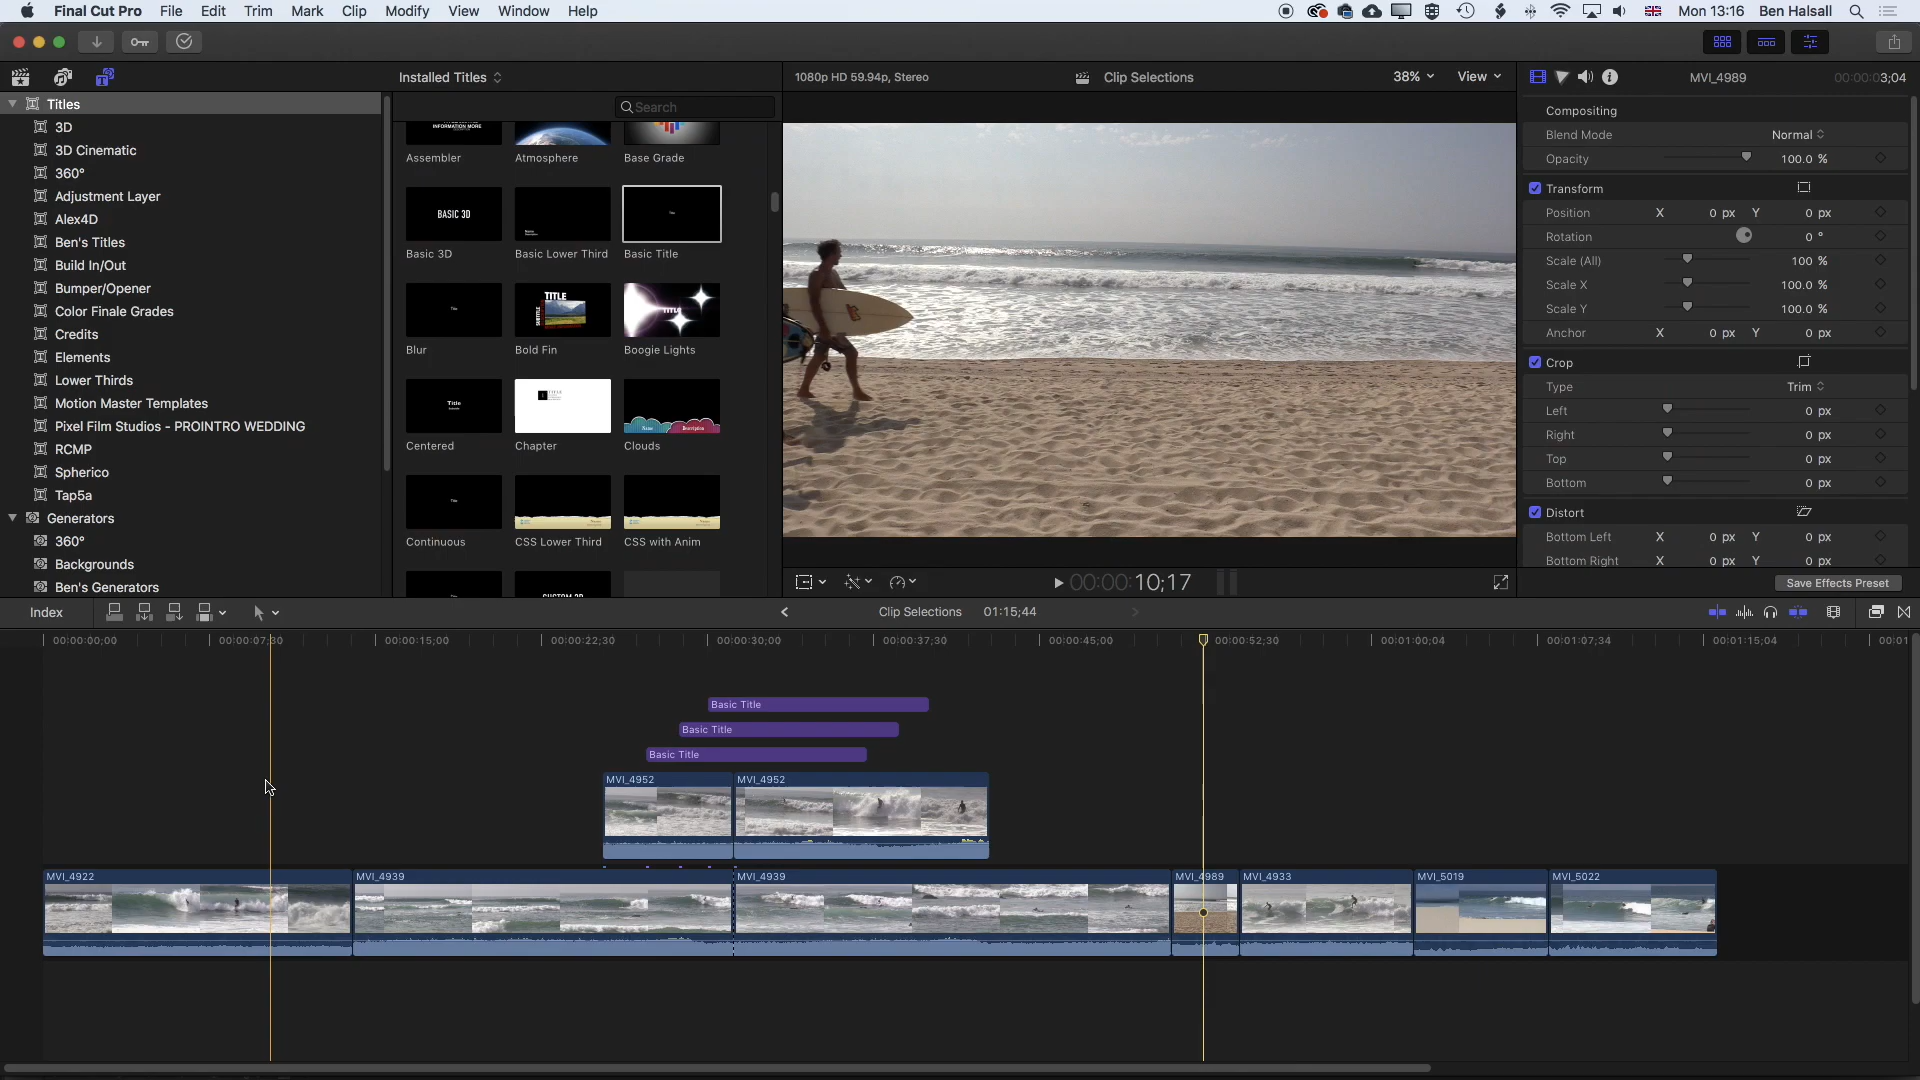 Final Cut Pro File Edit Trim Mark Clip Modify View Window Help Mon 13:16 Ben Halsall
Installed Titles
1080p HD 59.94p, Stereo Clip Selections 38% View
MVI_4989 00:00:03;04
Titles
3D
3D Cinematic
360°
Adjustment Layer
Alex4D
Ben's Titles
Build In/Out
Bumper/Opener
Color Finale Grades
Credits
Elements
Lower Thirds
Motion Master Templates
Pixel Film Studios - PROINTRO WEDDING
RCMP
Spherico
Tap5a
Generators
360°
Backgrounds
Ben's Generators
Search
INFORMATION MORE
Assembler Atmosphere Base Grade
BASIC 3D
Title
Basic 3D Basic Lower Third Basic Title
Title
TITLE
SUBTITLE
TITLE
Blur Bold Fin Boogie Lights
Title
TITLE
Name Description
Centered Chapter Clouds
Title
Continuous CSS Lower Third CSS with Anim
CUSTOM 3D
Compositing
Blend Mode Normal
Opacity 100.0 %
Transform
Position X 0 px Y 0 px
Rotation 0 °
Scale (All) 100 %
Scale X 100.0 %
Scale Y 100.0 %
Anchor X 0 px Y 0 px
Crop
Type Trim
Left 0 px
Right 0 px
Top 0 px
Bottom 0 px
Distort
Bottom Left X 0 px Y 0 px
Bottom Right X 0 px Y 0 px
00:00:10;17
Save Effects Preset
Index
Clip Selections 01:15;44
00:00:00;00 00:00:07;30 00:00:15;00 00:00:22;30 00:00:30;00 00:00:37;30 00:00:45;00 00:00:52;30 00:01:00;04 00:01:07;34 00:01:15;04 00:01
Basic Title
Basic Title
Basic Title
MVI_4952 MVI_4952
MVI_4922 MVI_4939 MVI_4939 MVI_4989 MVI_4933 MVI_5019 MVI_5022